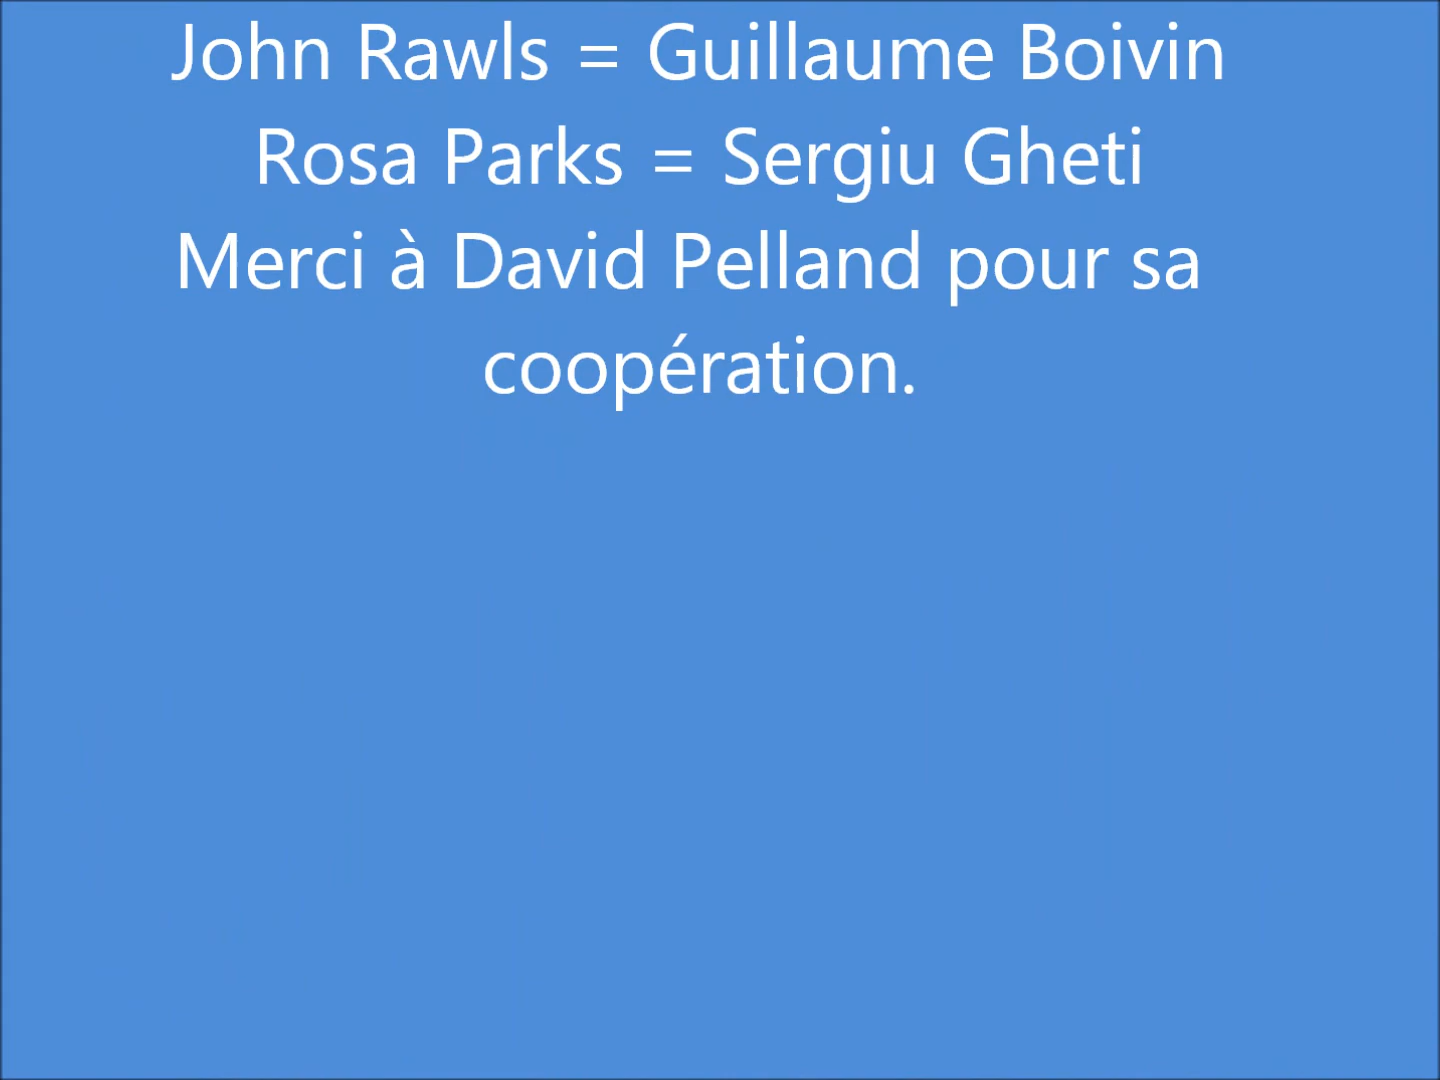 John Rawls = Guillaume Boivin
Rosa Parks = Sergiu Gheti
Merci à David Pelland pour sa
coopération.